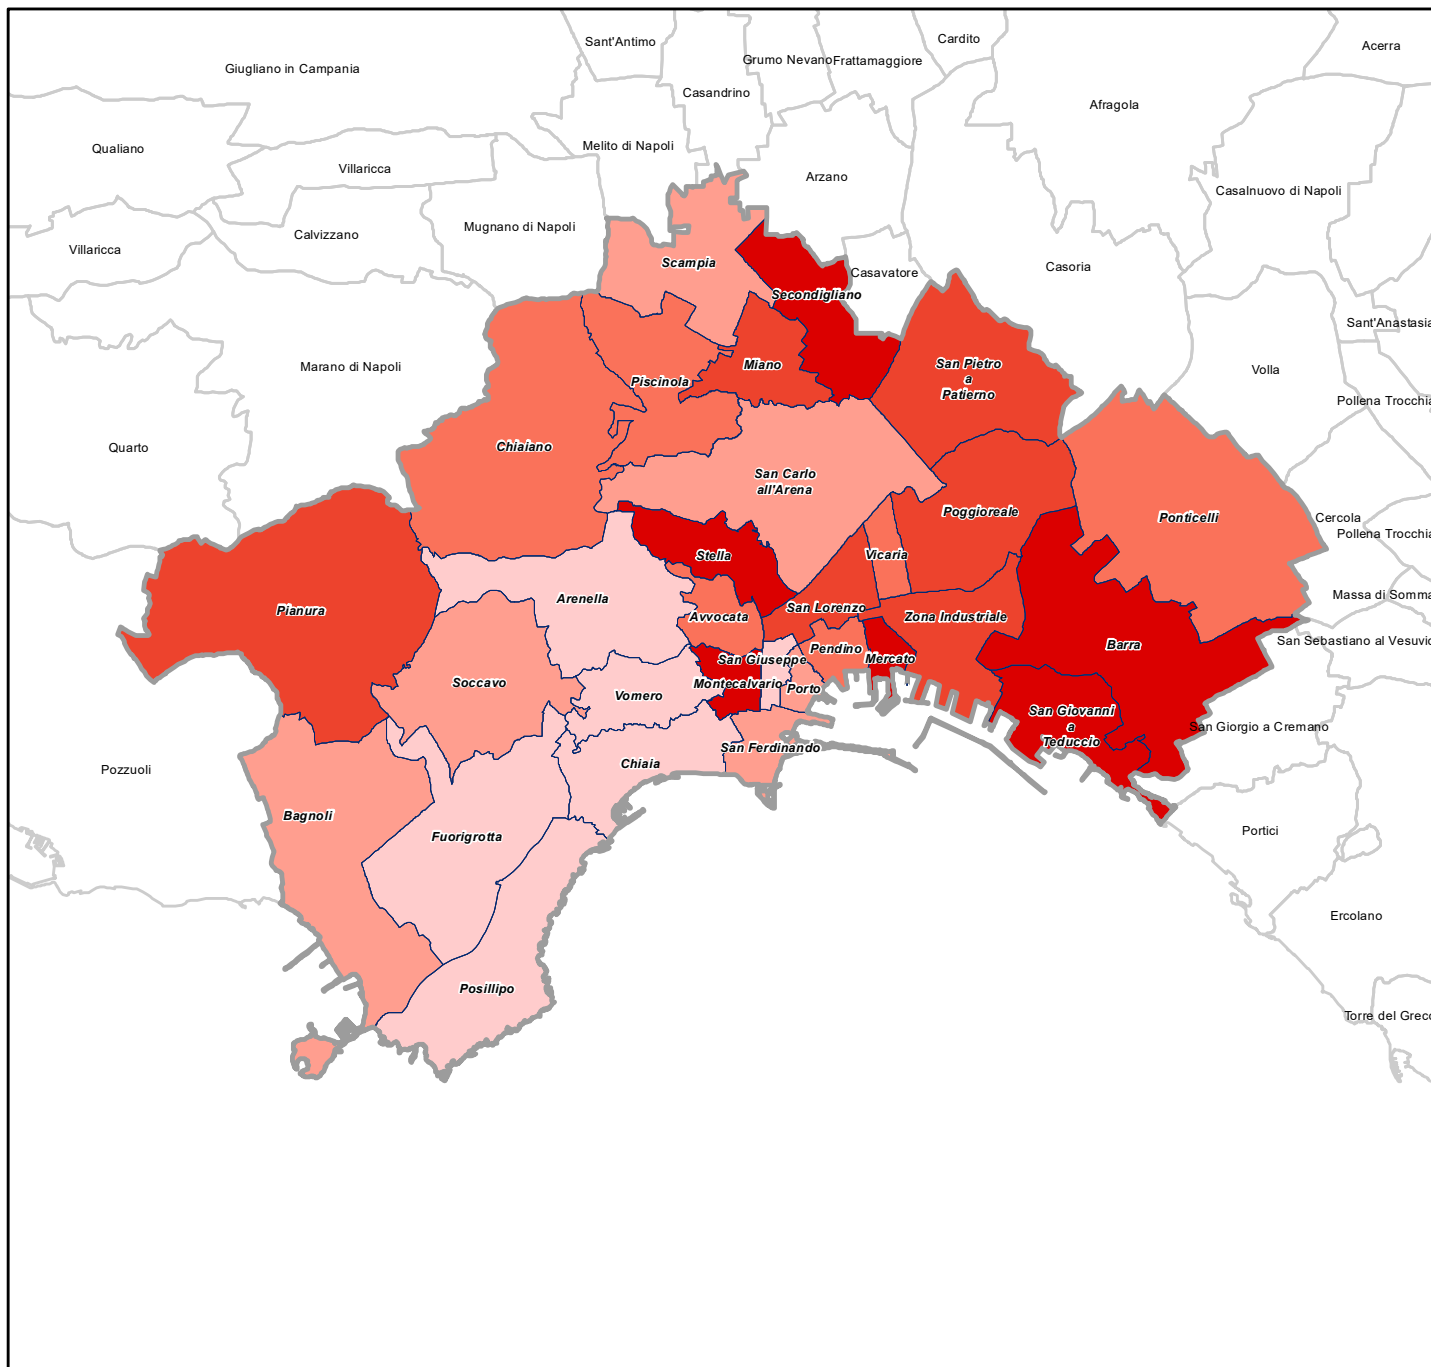 Sant'Antimo
Cardito
Acerra
Giugliano in Campania
Grumo Nevano
Frattamaggiore
Casandrino
Afragola
Qualiano
Melito di Napoli
Villaricca
Arzano
Casalnuovo di Napoli
Mugnano di Napoli
Calvizzano
Villaricca
Scampia
Casavatore
Casoria
Secondigliano
Sant'Anastasia
Marano di Napoli
Miano
San Pietro
a
Patierno
Volla
Piscinola
Pollena Trocchia
Quarto
Chiaiano
San Carlo
all'Arena
Poggioreale
Ponticelli
Cercola
Pollena Trocchia
Stella
Vicaria
Massa di Somma
Pianura
Arenella
San Lorenzo
Avvocata
Zona Industriale
San Sebastiano al Vesuvio
Barra
Pendino
San Giuseppe
Mercato
Soccavo
Montecalvario
Porto
Vomero
San Giovanni
a
Teduccio
San Giorgio a Cremano
San Ferdinando
Chiaia
Pozzuoli
Bagnoli
Fuorigrotta
Portici
Ercolano
Posillipo
Torre del Greco